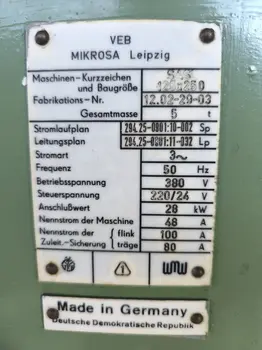 VEB
MIKROSA Leipzig
Maschinen-Kurzzeichen
und Baugröße
Fabrikations-Nr. 12.02-29-03
Gesamtmasse 5 t
Stromlaufplan 284.25-0801:10-002 Sp
Leitungsplan 284.25-0801:11-032 Lp
Stromart 3~
Frequenz 50 Hz
Betriebsspannung 380 V
Steuerspannung 220/24 V
Anschlußwert 28 kW
Nennstrom der Maschine 48 A
Nennstrom der flink 100 A
Zuleit.-Sicherung träge 80 A
WMW
Made in Germany
Deutsche Demokratische Republik